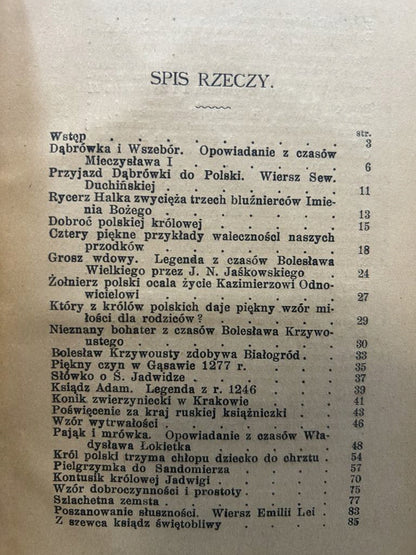 SPIS RZECZY.
str.
Wstęp . . . . . . . . . 3
Dąbrówka i Wszebór. Opowiadanie z czasów
Mieczysława I . . . . . . . 6
Przyjazd Dąbrówki do Polski. Wiersz Sew.
Duchińskiej . . . . . . . 11
Rycerz Halka zwycięża trzech bluźnierców Imie
nia Bożego . . . . . . . 13
Dobroć polskiej królowej . . . . . 15
Cztery piękne przykłady waleczności naszych
przodków . . . . . . . 18
Grosz wdowy. Legenda z czasów Bolesława
Wielkiego przez J. N. Jaśkowskiego . . 24
Żołnierz polski ocala życie Kazimierzowi Odno-
wicielowi . . . . . . . 27
Który z królów polskich daje piękny wzór mi-
łości dla rodziców? . . . . . 29
Nieznany bohater z czasów Bolesława Krzywo-
ustego . . . . . . . 30
Bolesław Krzywousty zdobywa Białogród . . 33
Piękny czyn w Gąsawie 1277 r. . . . 35
Słówko o Ś. Jadwidze . . . . . 37
Ksiądz Adam. Legenda z r. 1246 . . . 39
Konik zwierzyniecki w Krakowie . . . 41
Poświęcenie za kraj ruskiej książniczki . . 43
Wzór wytrwałości . . . . . . 46
Pająk i mrówka. Opowiadanie z czasów Wła-
dysława Łokietka . . . . . 48
Król polski trzyma chłopu dziecko do chrztu . 54
Pielgrzymka do Sandomierza . . . . 57
Kontusik królowej Jadwigi . . . . 70
Wzór dobroczynności i prostoty . . . 75
Szlachetna zemsta . . . . . . 77
Poszanowanie słuszności. Wiersz Emilii Lei . 83
Z szewca ksiądz świętobliwy . . . . 85